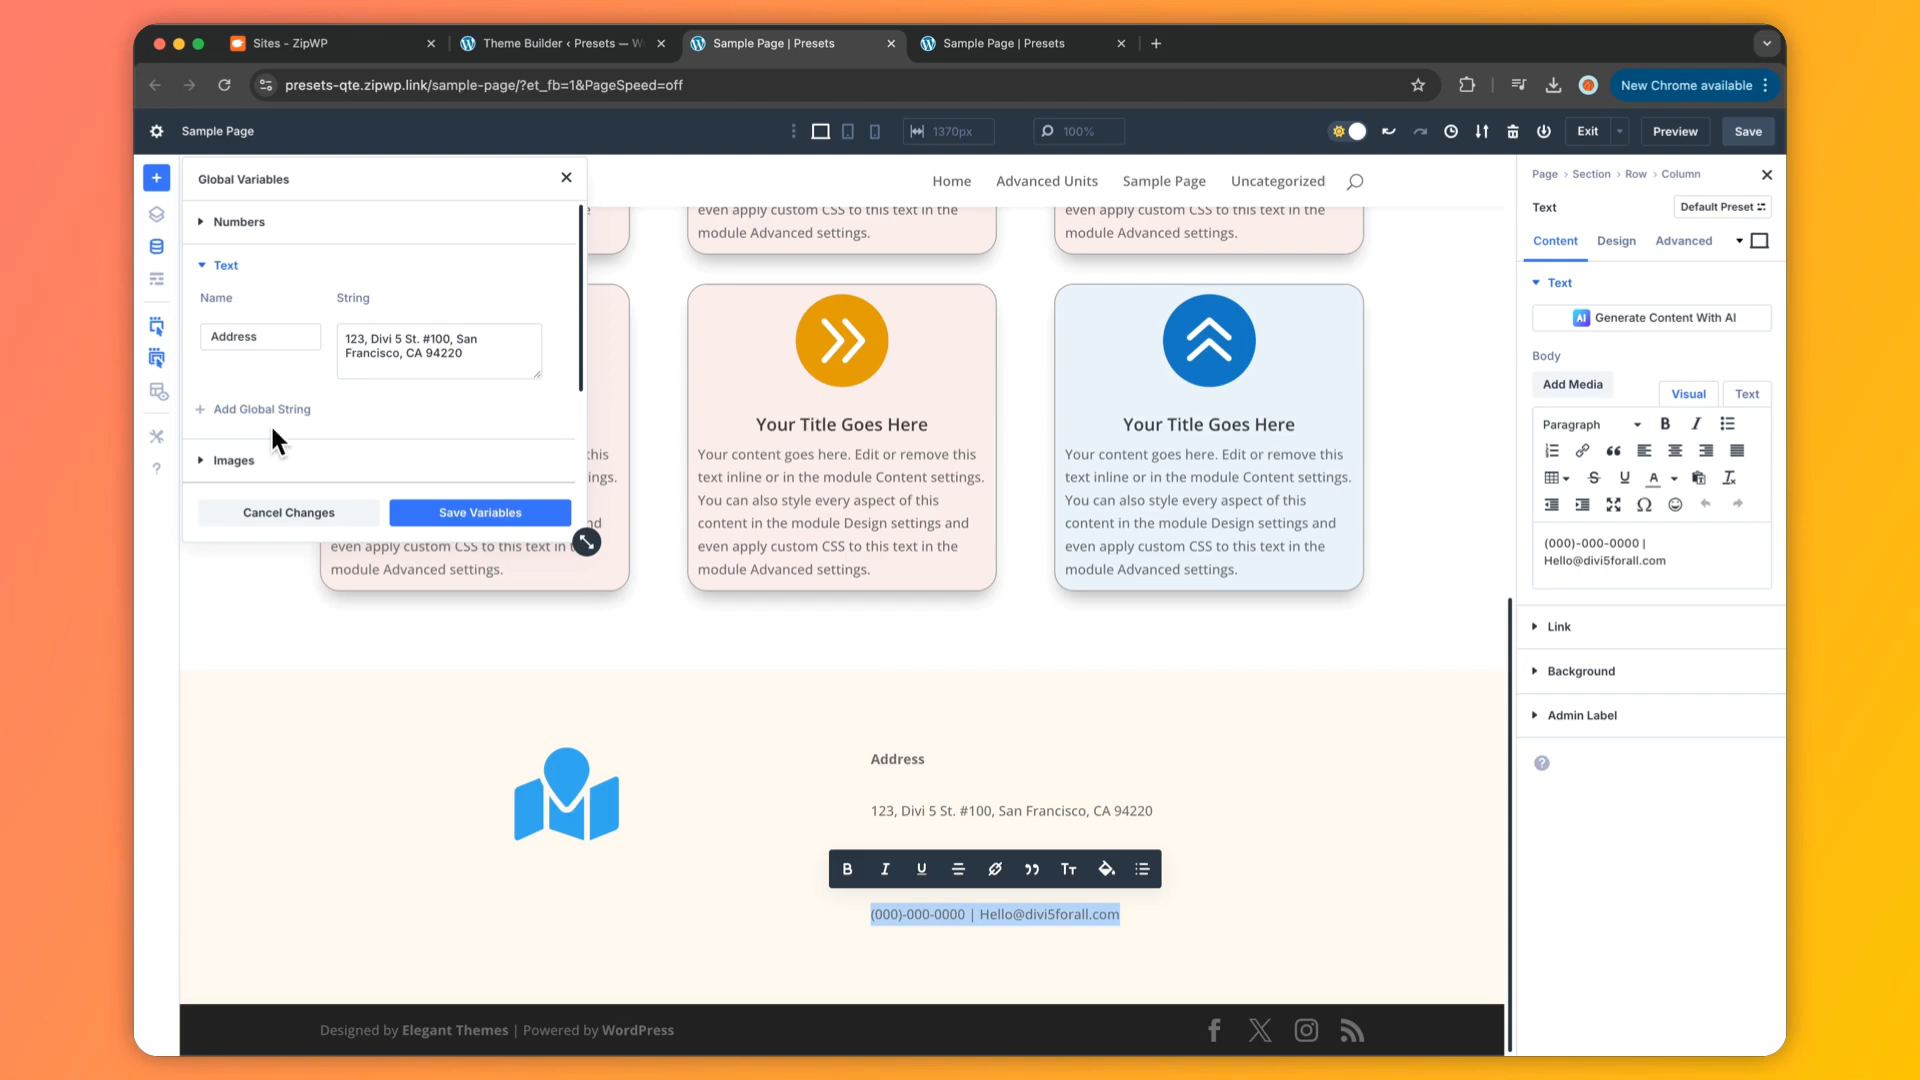 Sites - ZipWP
Theme Builder ‹ Presets — W
Sample Page | Presets
Sample Page | Presets
presets-qte.zipwp.link/sample-page/?et_fb=1&PageSpeed=off
New Chrome available
Sample Page
1370px
100%
Exit
Preview
Save
Global Variables
Numbers
Text
Name
String
Address
123, Divi 5 St. #100, San
Francisco, CA 94220
Add Global String
Images
Cancel Changes
Save Variables
Home
Advanced Units
Sample Page
Uncategorized
even apply custom CSS to this text in the
module Advanced settings.
even apply custom CSS to this text in the
module Advanced settings.
this
ings.
nd
even apply custom CSS to this text in t
module Advanced settings.
Your Title Goes Here
Your content goes here. Edit or remove this
text inline or in the module Content settings.
You can also style every aspect of this
content in the module Design settings and
even apply custom CSS to this text in the
module Advanced settings.
Your Title Goes Here
Your content goes here. Edit or remove this
text inline or in the module Content settings.
You can also style every aspect of this
content in the module Design settings and
even apply custom CSS to this text in the
module Advanced settings.
Address
123, Divi 5 St. #100, San Francisco, CA 94220
(000)-000-0000 | Hello@divi5forall.com
Designed by Elegant Themes | Powered by WordPress
Page › Section › Row › Column
Text
Default Preset
Content
Design
Advanced
Text
AI Generate Content With AI
Body
Add Media
Visual
Text
Paragraph
(000)-000-0000 |
Hello@divi5forall.com
Link
Background
Admin Label